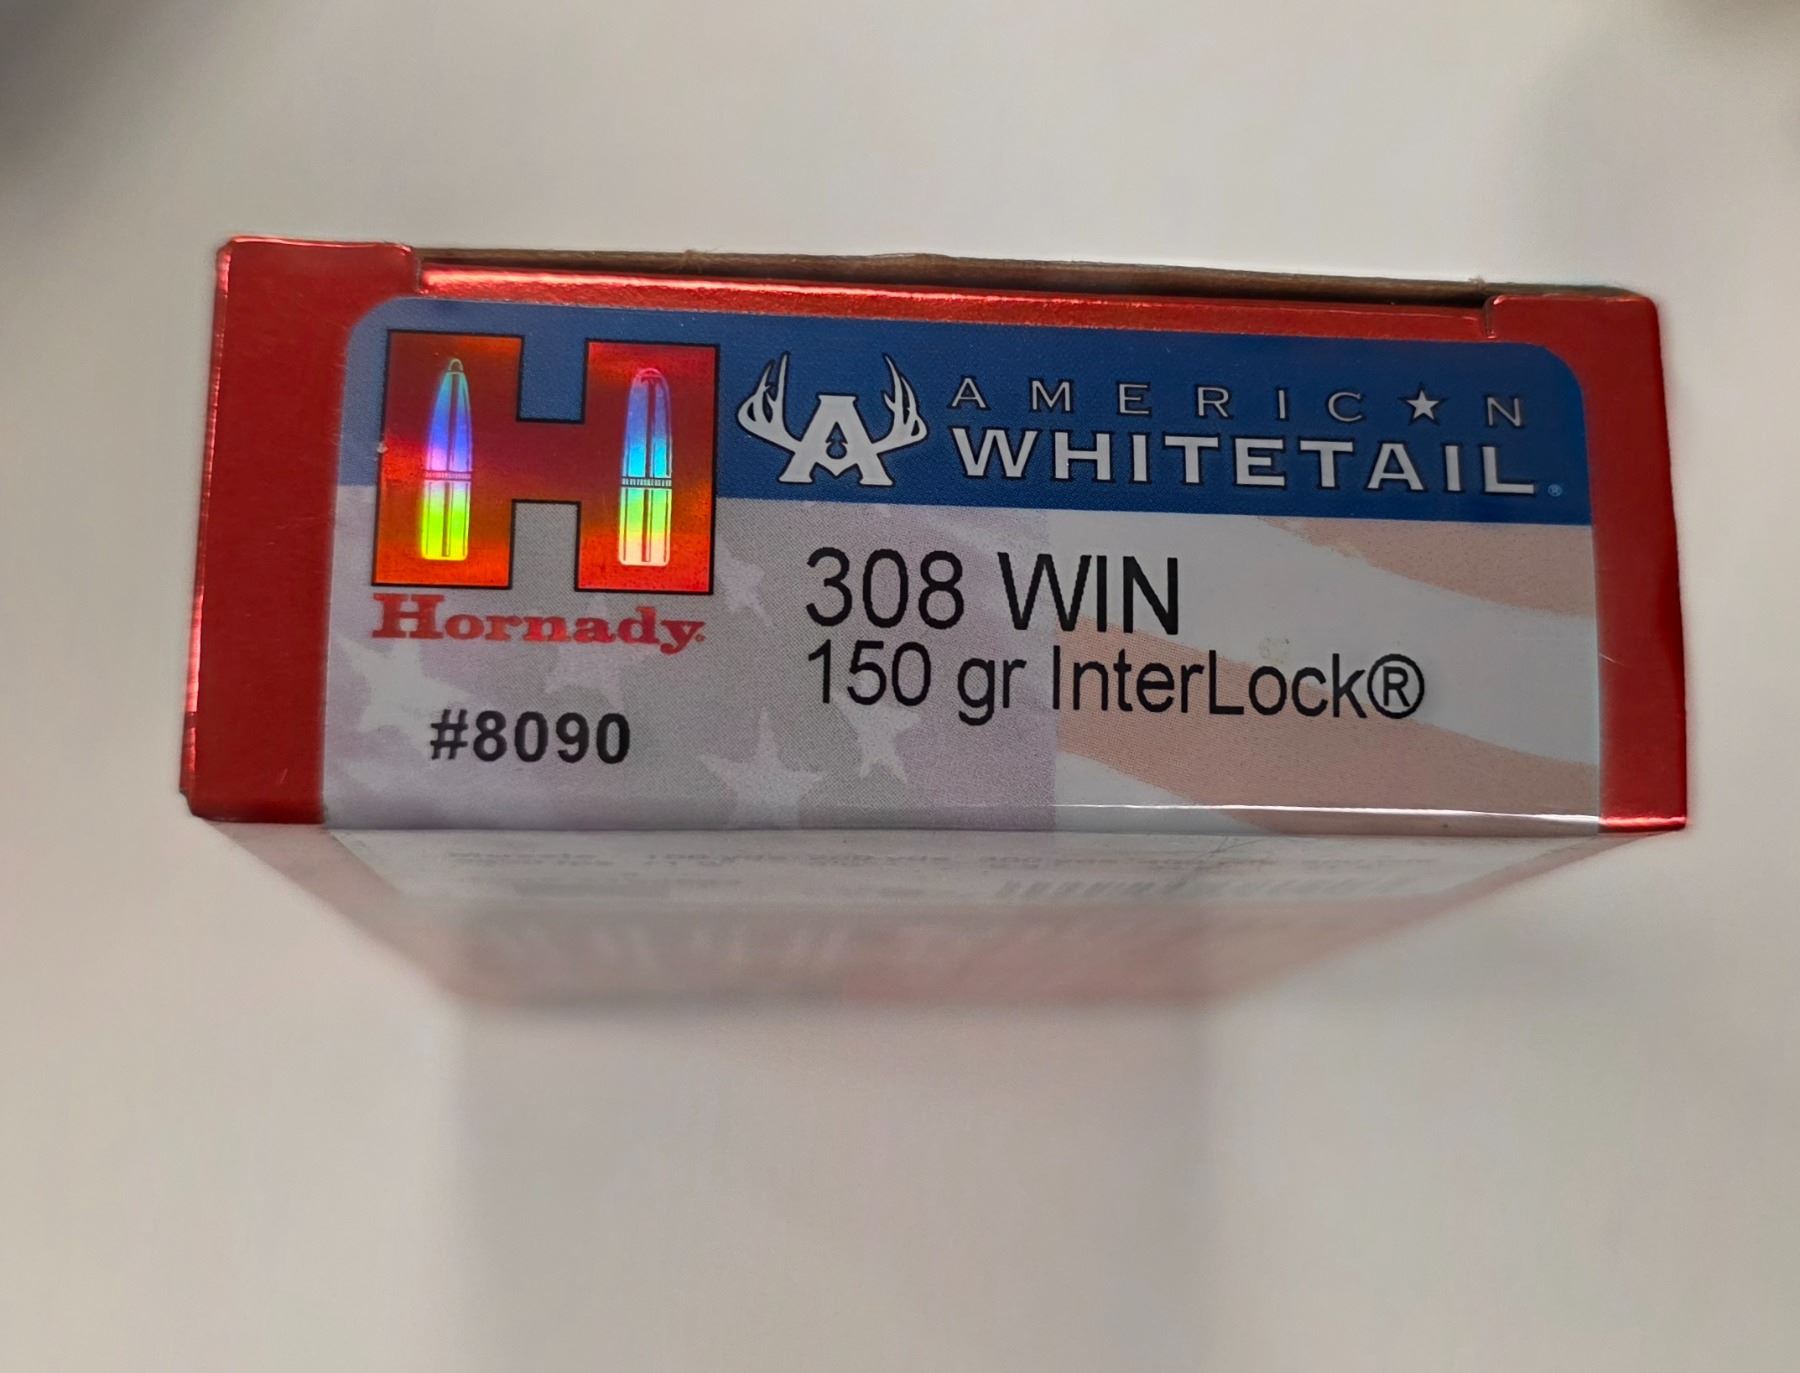 AMERIC★N
WHITETAIL®
Hornady.
308 WIN
150 gr InterLock®
#8090